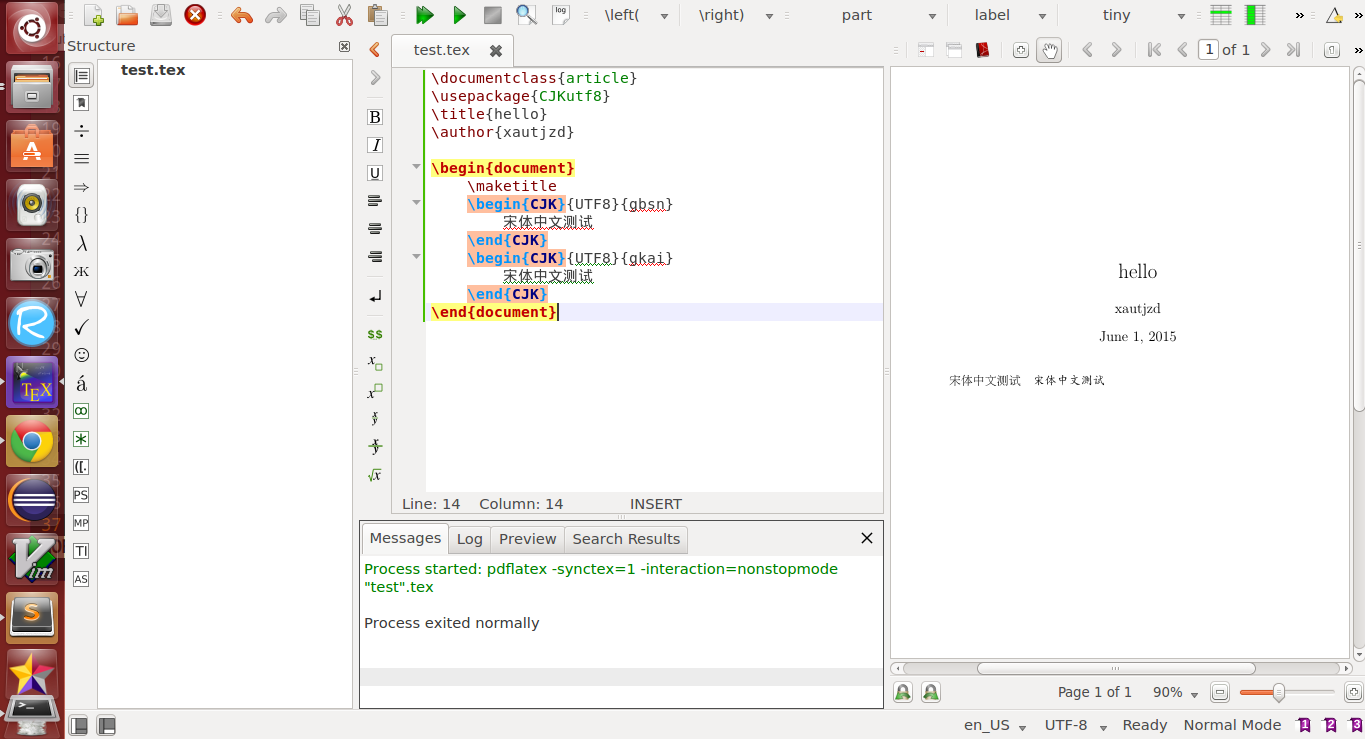 \left(
\right)
part
label
tiny
Structure
test.tex
test.tex
1 of 1
\documentclass{article}
\usepackage{CJKutf8}
\title{hello}
\author{xautjzd}
\begin{document}
\maketitle
\begin{CJK}{UTF8}{gbsn}
宋体中文测试
\end{CJK}
\begin{CJK}{UTF8}{gkai}
宋体中文测试
\end{CJK}
\end{document}
Line: 14 Column: 14 INSERT
Messages
Log
Preview
Search Results
Process started: pdflatex -synctex=1 -interaction=nonstopmode
"test".tex
Process exited normally
hello
xautjzd
June 1, 2015
宋体中文测试 宋体中文测试
Page 1 of 1 90%
en_US UTF-8 Ready Normal Mode 1 2 3